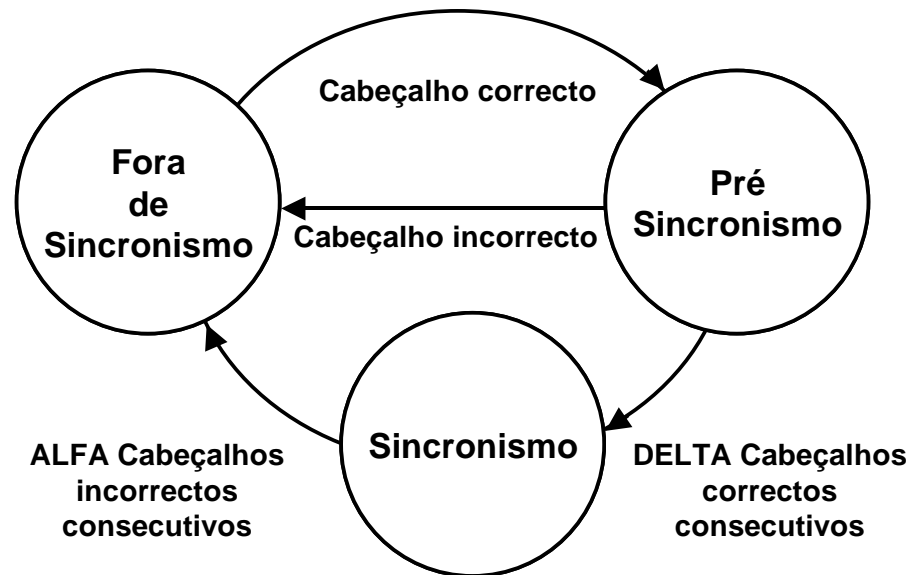 Cabeçalho correcto
Fora
de
Sincronismo
Pré
Sincronismo
Cabeçalho incorrecto
Sincronismo
ALFA Cabeçalhos
incorrectos
consecutivos
DELTA Cabeçalhos
correctos
consecutivos